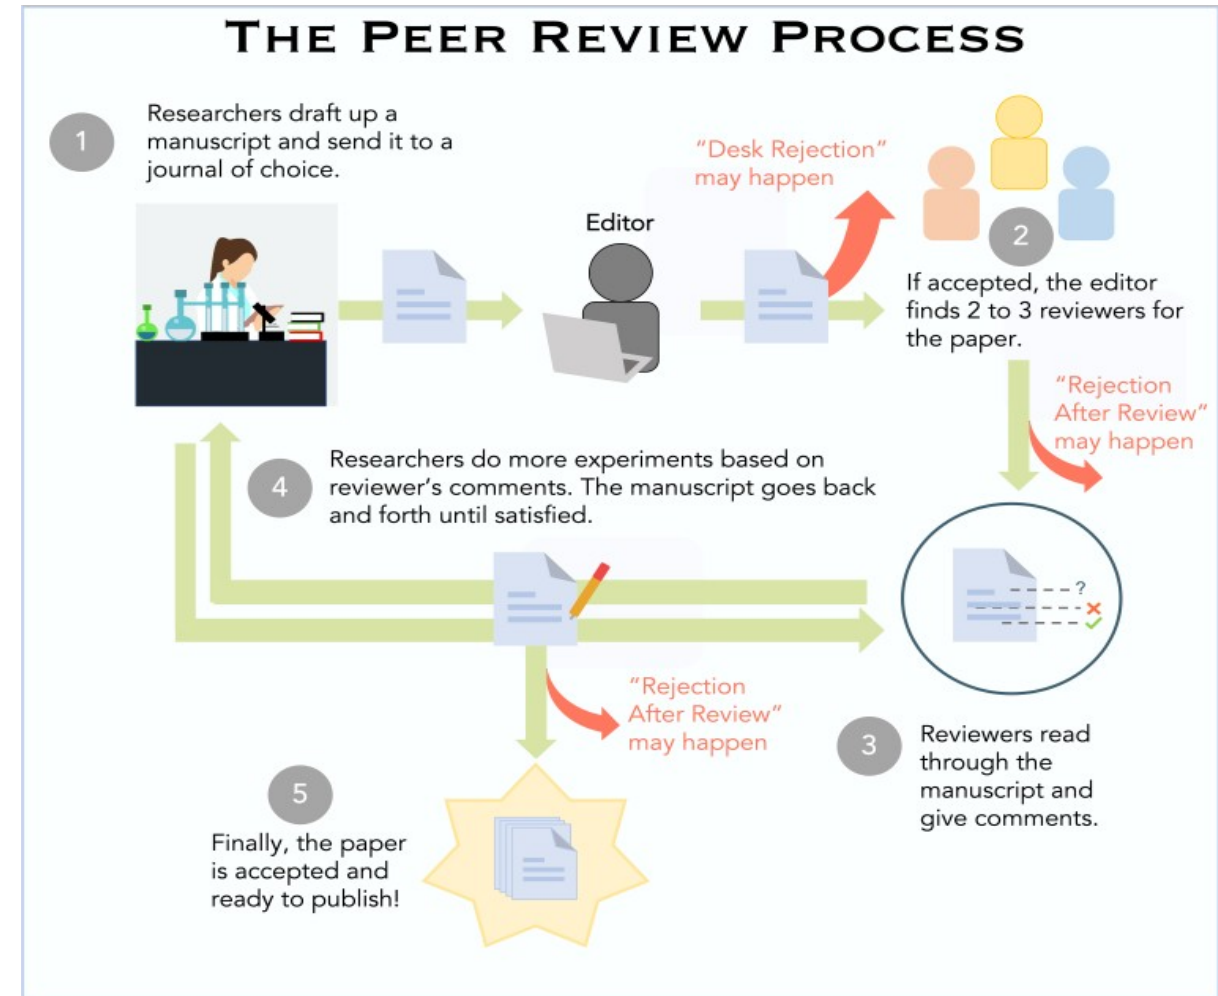 THE PEER REVIEW PROCESS
1
Researchers draft up a
manuscript and send it to a
journal of choice.
Editor
"Desk Rejection"
may happen
2
If accepted, the editor
finds 2 to 3 reviewers for
the paper.
"Rejection
After Review"
may happen
?
3
Reviewers read
through the
manuscript and
give comments.
4
Researchers do more experiments based on
reviewer's comments. The manuscript goes back
and forth until satisfied.
"Rejection
After Review"
may happen
5
Finally, the paper
is accepted and
ready to publish!